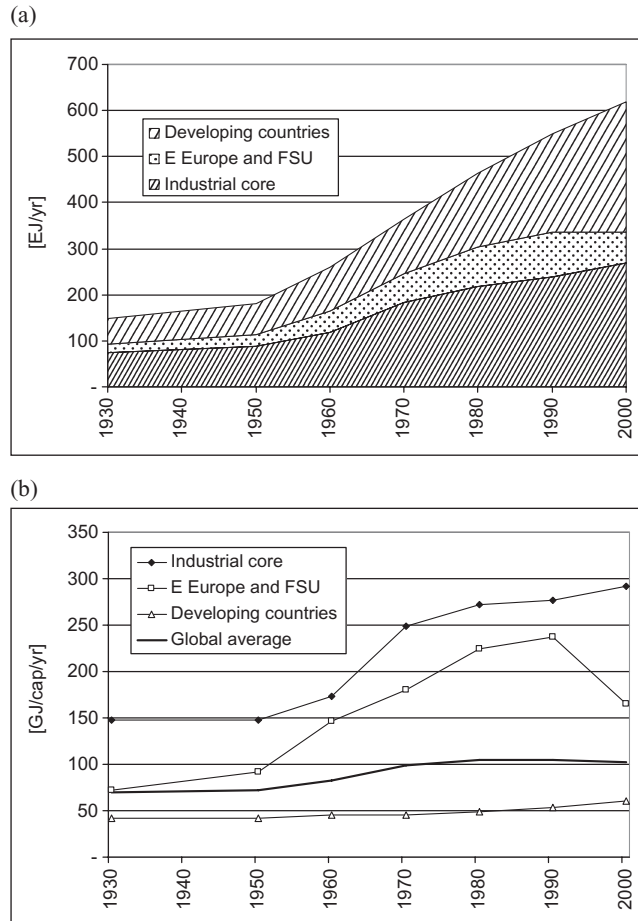 (a)
700
600
500
400
300
200
100
-
[EJ/yr]
Developing countries
E Europe and FSU
Industrial core
1930
1940
1950
1960
1970
1980
1990
2000
(b)
350
300
250
200
150
100
50
-
[GJ/cap/yr]
Industrial core
E Europe and FSU
Developing countries
Global average
1930
1940
1950
1960
1970
1980
1990
2000